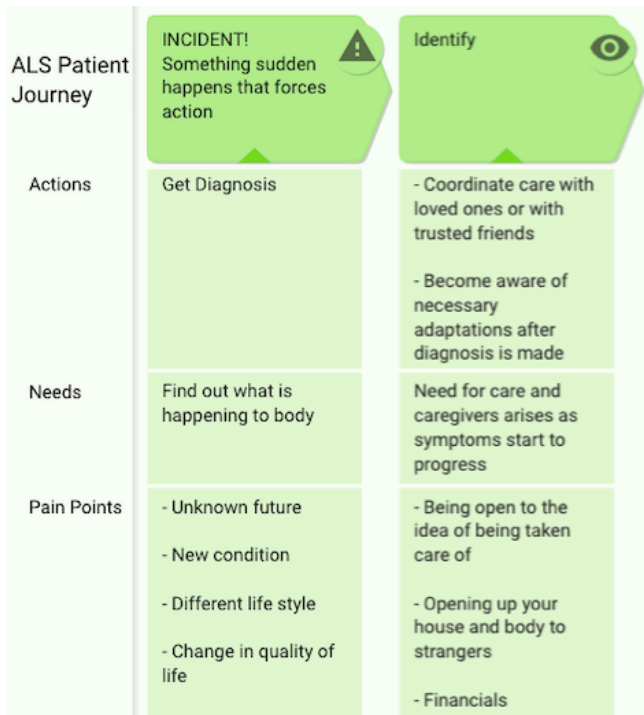 ALS Patient
Journey
INCIDENT!
Something sudden
happens that forces
action
Identify
Actions
Get Diagnosis
- Coordinate care with
loved ones or with
trusted friends
- Become aware of
necessary
adaptations after
diagnosis is made
Needs
Find out what is
happening to body
Need for care and
caregivers arises as
symptoms start to
progress
Pain Points
- Unknown future
- New condition
- Different life style
- Change in quality of
life
- Being open to the
idea of being taken
care of
- Opening up your
house and body to
strangers
- Financials